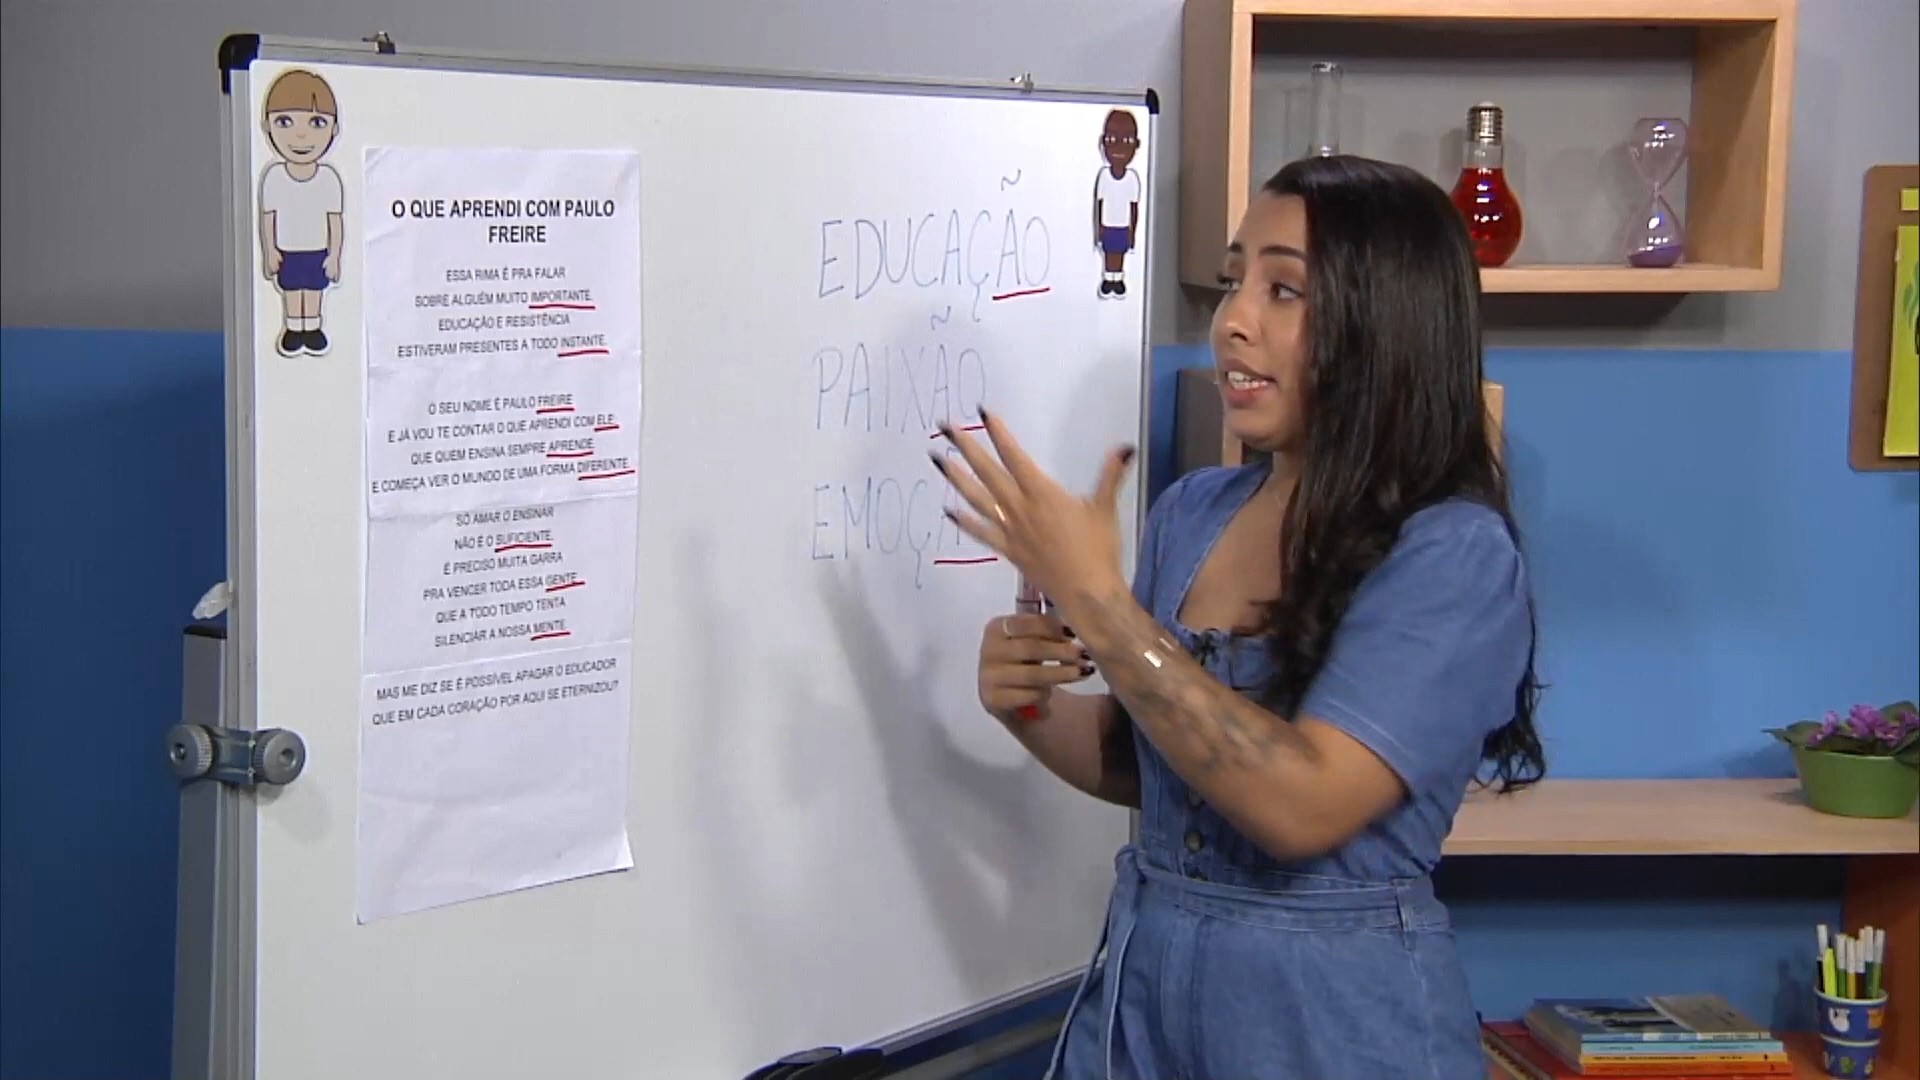 O QUE APRENDI COM PAULO
FREIRE
ESSA RIMA É PRA FALAR
SOBRE ALGUÉM MUITO IMPORTANTE.
EDUCAÇÃO E RESISTÊNCIA
ESTIVERAM PRESENTES A TODO INSTANTE.
O SEU NOME É PAULO FREIRE
E JÁ VOU TE CONTAR O QUE APRENDI COM ELE:
QUE QUEM ENSINA SEMPRE APRENDE
E COMEÇA VER O MUNDO DE UMA FORMA DIFERENTE.
SÓ AMAR O ENSINAR
NÃO É O SUFICIENTE,
É PRECISO MUITA GARRA
PRA VENCER TODA ESSA GENTE
QUE A TODO TEMPO TENTA
SILENCIAR A NOSSA MENTE.
MAS ME DIZ SE É POSSÍVEL APAGAR O EDUCADOR
QUE EM CADA CORAÇÃO POR AQUI SE ETERNIZOU?
EDUCAÇÃO
PAIXÃO